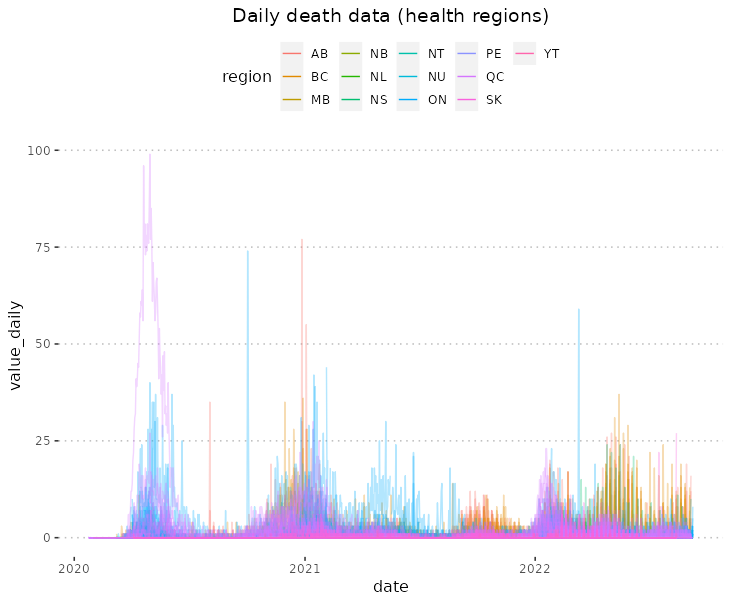 Daily death data (health regions)
AB NB NT PE YT
region BC NL NU QC
MB NS ON SK
100
75
value_daily
50
25
0
2020 2021 2022
date